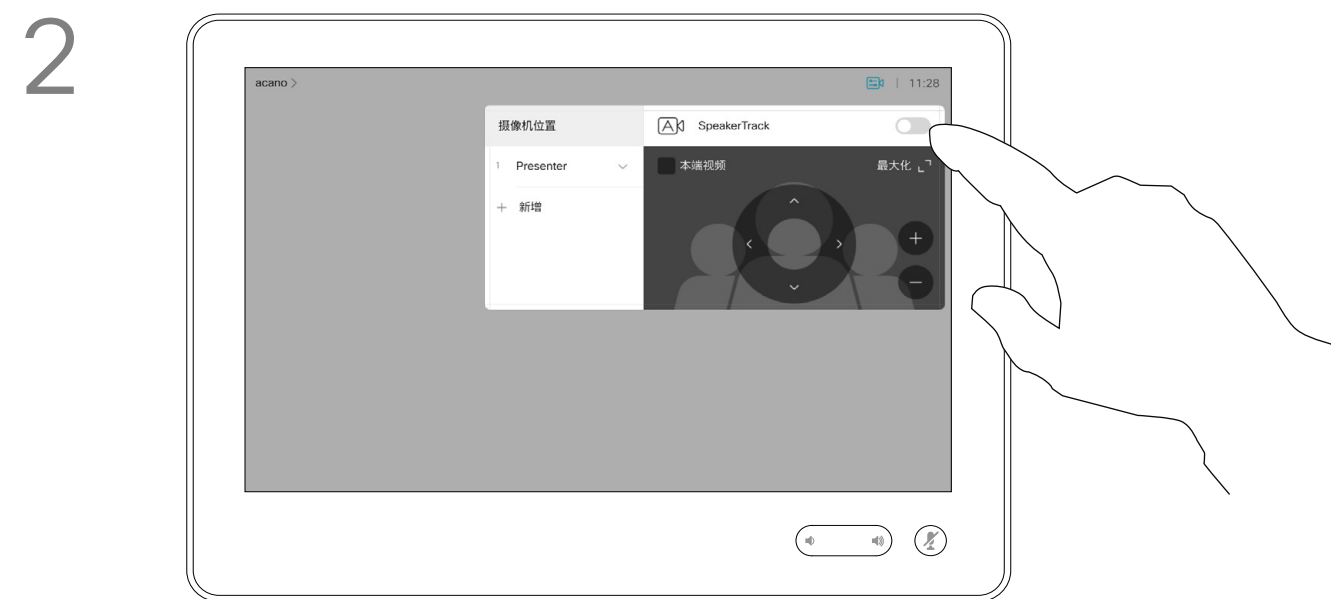 2
acano >
11:28
摄像机位置
SpeakerTrack
1 Presenter
本端视频
最大化
+ 新增